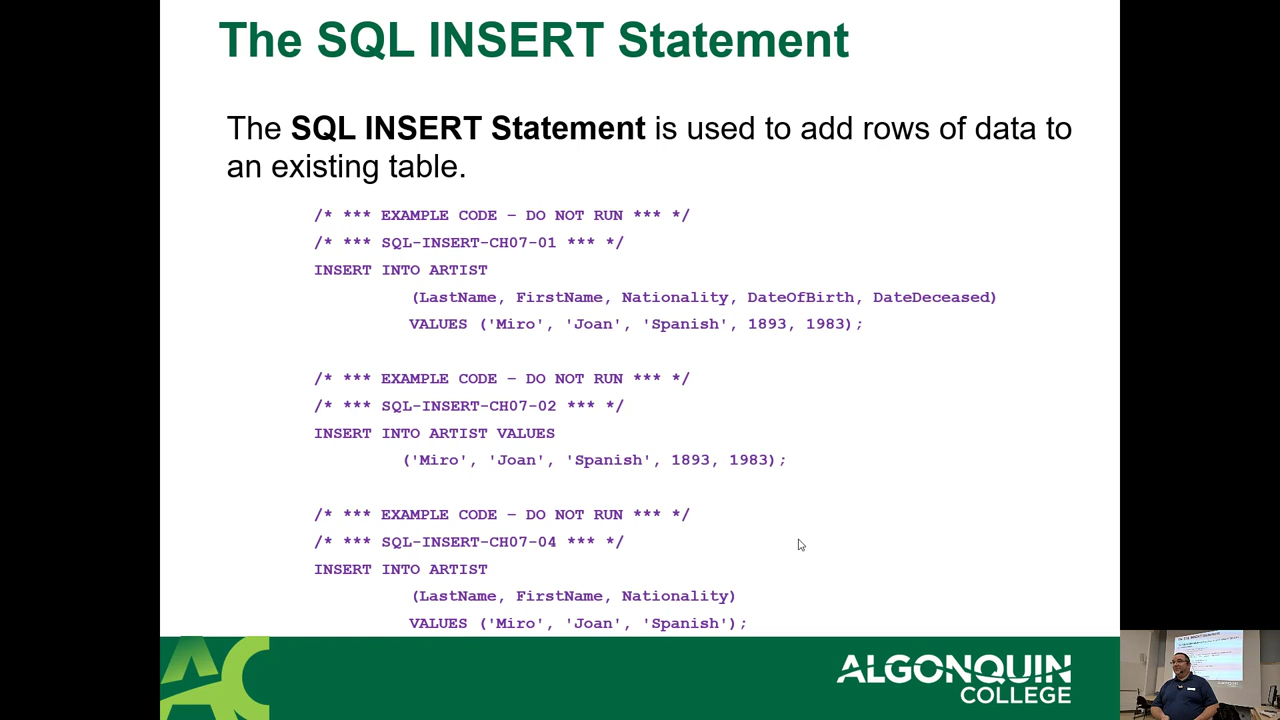 The SQL INSERT Statement
The SQL INSERT Statement is used to add rows of data to
an existing table.
/* *** EXAMPLE CODE – DO NOT RUN *** */
/* *** SQL-INSERT-CH07-01 *** */
INSERT INTO ARTIST
(LastName, FirstName, Nationality, DateOfBirth, DateDeceased)
VALUES ('Miro', 'Joan', 'Spanish', 1893, 1983);
/* *** EXAMPLE CODE – DO NOT RUN *** */
/* *** SQL-INSERT-CH07-02 *** */
INSERT INTO ARTIST VALUES
('Miro', 'Joan', 'Spanish', 1893, 1983);
/* *** EXAMPLE CODE – DO NOT RUN *** */
/* *** SQL-INSERT-CH07-04 *** */
INSERT INTO ARTIST
(LastName, FirstName, Nationality)
VALUES ('Miro', 'Joan', 'Spanish');
AC
ALGONQUIN
COLLEGE